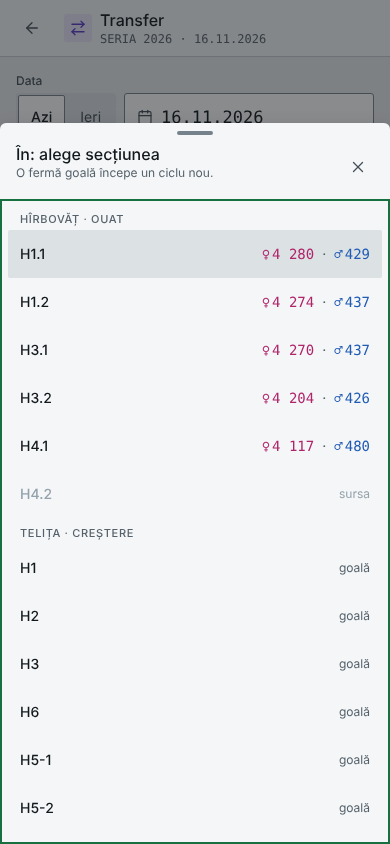 Transfer
SERIA 2026 · 16.11.2026
Data
Azi Ieri 16.11.2026
În: alege secțiunea
O fermă goală începe un ciclu nou.
HÎRBOVĂȚ · OUAT
H1.1 ♀4 280 · ♂429
H1.2 ♀4 274 · ♂437
H3.1 ♀4 270 · ♂437
H3.2 ♀4 204 · ♂426
H4.1 ♀4 117 · ♂480
H4.2 sursa
TELIȚA · CREȘTERE
H1 goală
H2 goală
H3 goală
H6 goală
H5-1 goală
H5-2 goală